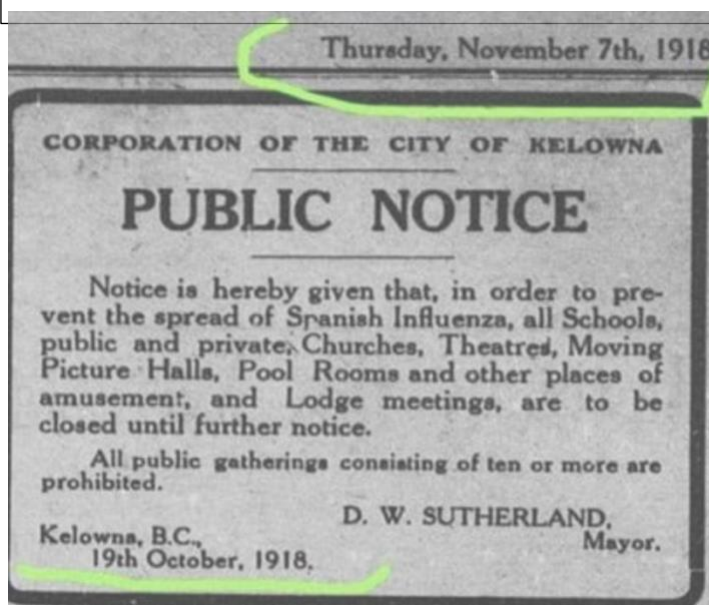 Thursday, November 7th, 1918
CORPORATION OF THE CITY OF KELOWNA
PUBLIC NOTICE
Notice is hereby given that, in order to pre-
vent the spread of Spanish Influenza, all Schools,
public and private, Churches, Theatres, Moving
Picture Halls, Pool Rooms and other places of
amusement, and Lodge meetings, are to be
closed until further notice.
All public gatherings consisting of ten or more are
prohibited.
D. W. SUTHERLAND,
Mayor.
Kelowna, B.C.,
19th October, 1918.